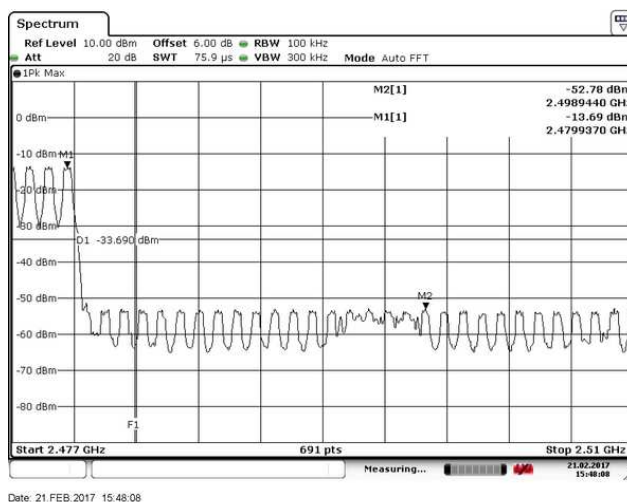 Spectrum
Ref Level 10.00 dBm Offset 6.00 dB RBW 100 kHz
Att 20 dB SWT 75.9 µs VBW 300 kHz Mode Auto FFT
1Pk Max
M2[1] -52.78 dBm
2.4989440 GHz
0 dBm M1[1] -13.69 dBm
2.4799370 GHz
-10 dBm M1
-20 dBm
-30 dBm
D1 -33.690 dBm
-40 dBm
-50 dBm M2
-60 dBm
-70 dBm
-80 dBm
F1
Start 2.477 GHz 691 pts Stop 2.51 GHz
Measuring... 21.02.2017
15:48:08
Date: 21.FEB.2017 15:48:08